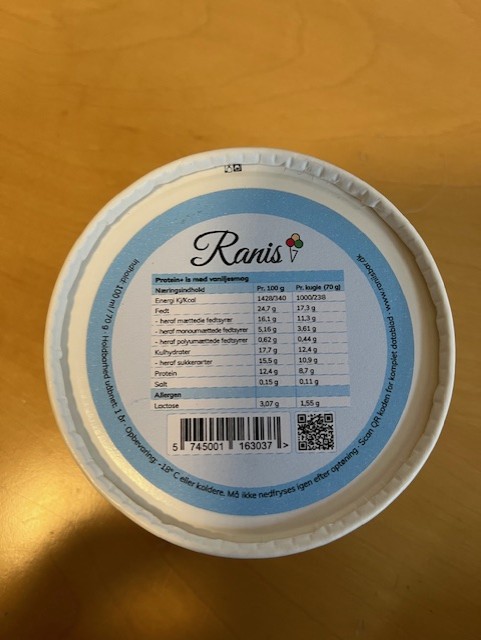 Ranis
Protein+ is med vaniljesmag
Næringsindhold Pr. 100 g Pr. kugle (70 g)
Energi Kj/Kcal 1428/340 1000/238
Fedt 24,7 g 17,3 g
- heraf mættede fedtsyrer 16,1 g 11,3 g
- heraf monoumættede fedtsyrer 5,16 g 3,61 g
- heraf polyumættede fedtsyrer 0,62 g 0,44 g
Kulhydrater 17,7 g 12,4 g
- heraf sukkerarter 15,5 g 10,9 g
Protein 12,4 g 8,7 g
Salt 0,15 g 0,11 g
Allergen
Lactose 3,07 g 1,55 g
5 745001 163037 >
Indhold: 100 ml / 70 g - Holdbarhed uåbnet: 1 år. Opbevaring: -18° C eller koldere. Må ikke nedfryses igen efter optøning Scan QR koden for komplet datablad. www.ranisbar.dk